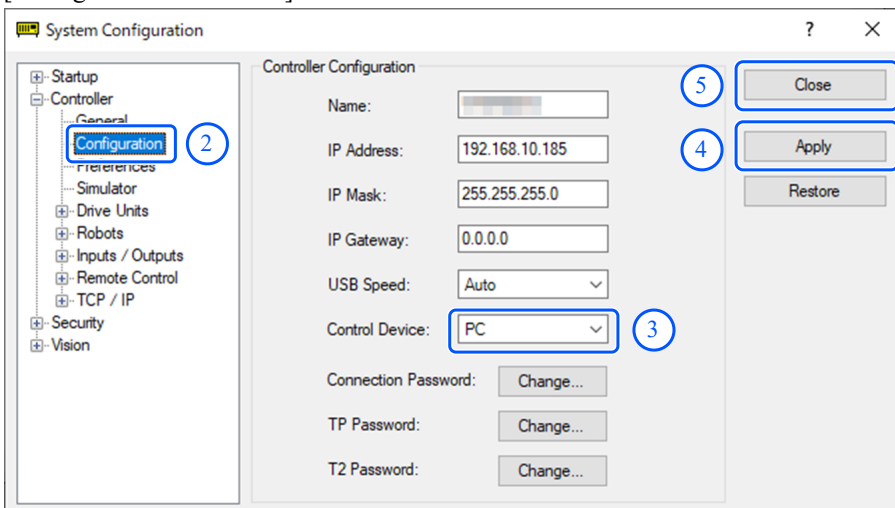 System Configuration
?
Startup
Controller
General
Configuration
2
Preferences
Simulator
Drive Units
Robots
Inputs / Outputs
Remote Control
TCP / IP
Security
Vision
Controller Configuration
Name:
IP Address: 192.168.10.185
IP Mask: 255.255.255.0
IP Gateway: 0.0.0.0
USB Speed: Auto
Control Device: PC
3
Connection Password: Change...
TP Password: Change...
T2 Password: Change...
5
Close
4
Apply
Restore